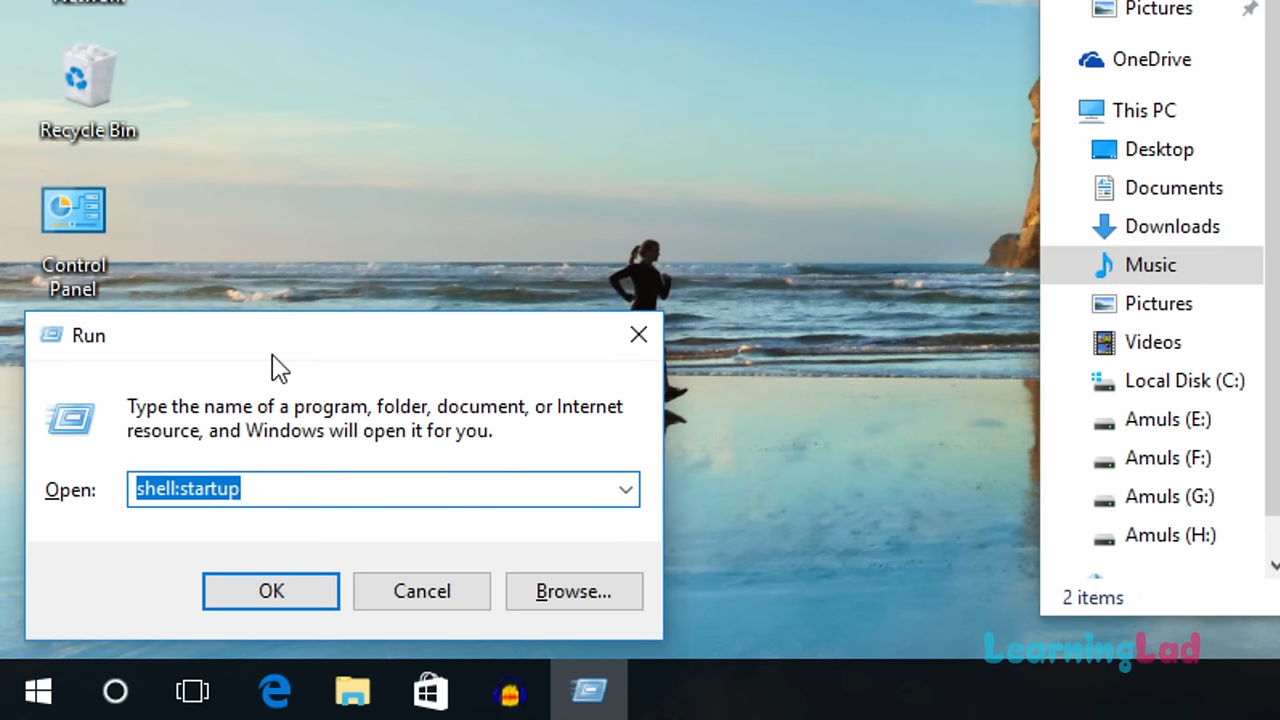 Network
Recycle Bin
Control
Panel
Run
Type the name of a program, folder, document, or Internet
resource, and Windows will open it for you.
Open:
shell:startup
OK
Cancel
Browse...
Pictures
OneDrive
This PC
Desktop
Documents
Downloads
Music
Pictures
Videos
Local Disk (C:)
Amuls (E:)
Amuls (F:)
Amuls (G:)
Amuls (H:)
2 items
LearningLad